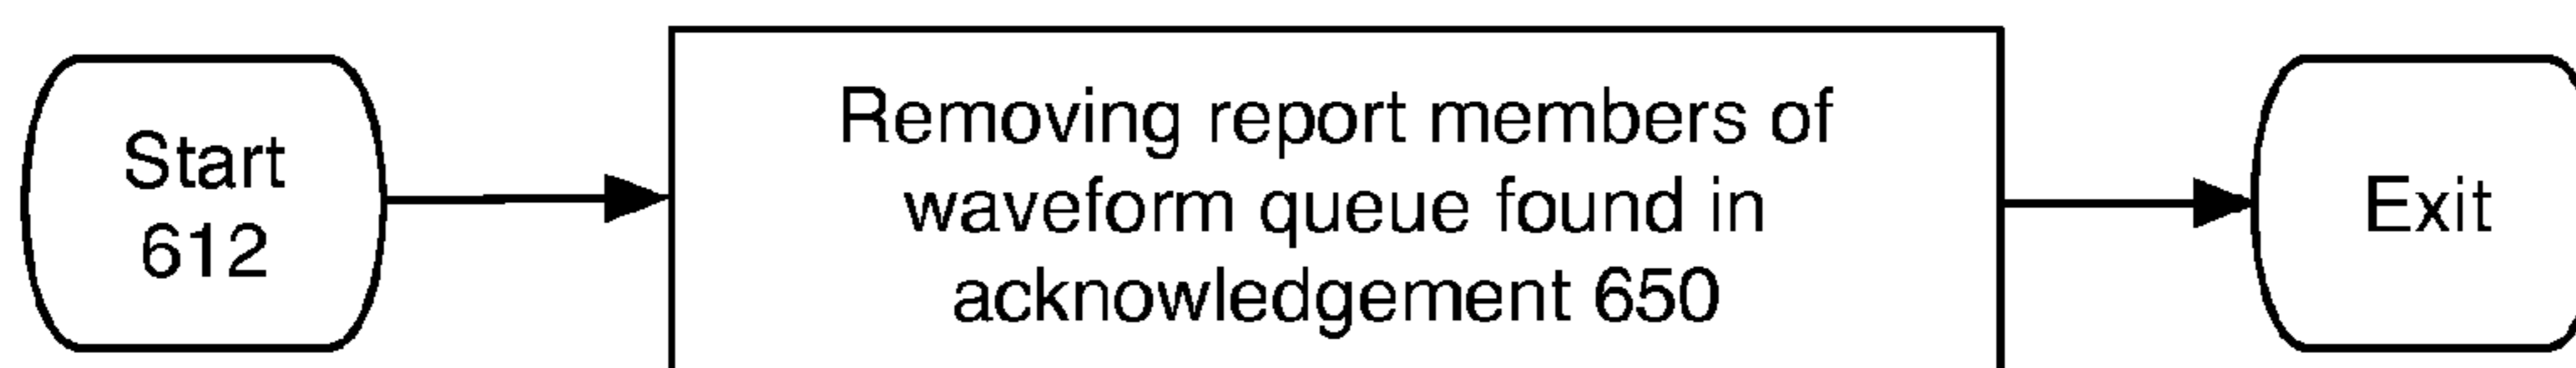 Start
612
Removing report members of
waveform queue found in
acknowledgement 650
Exit